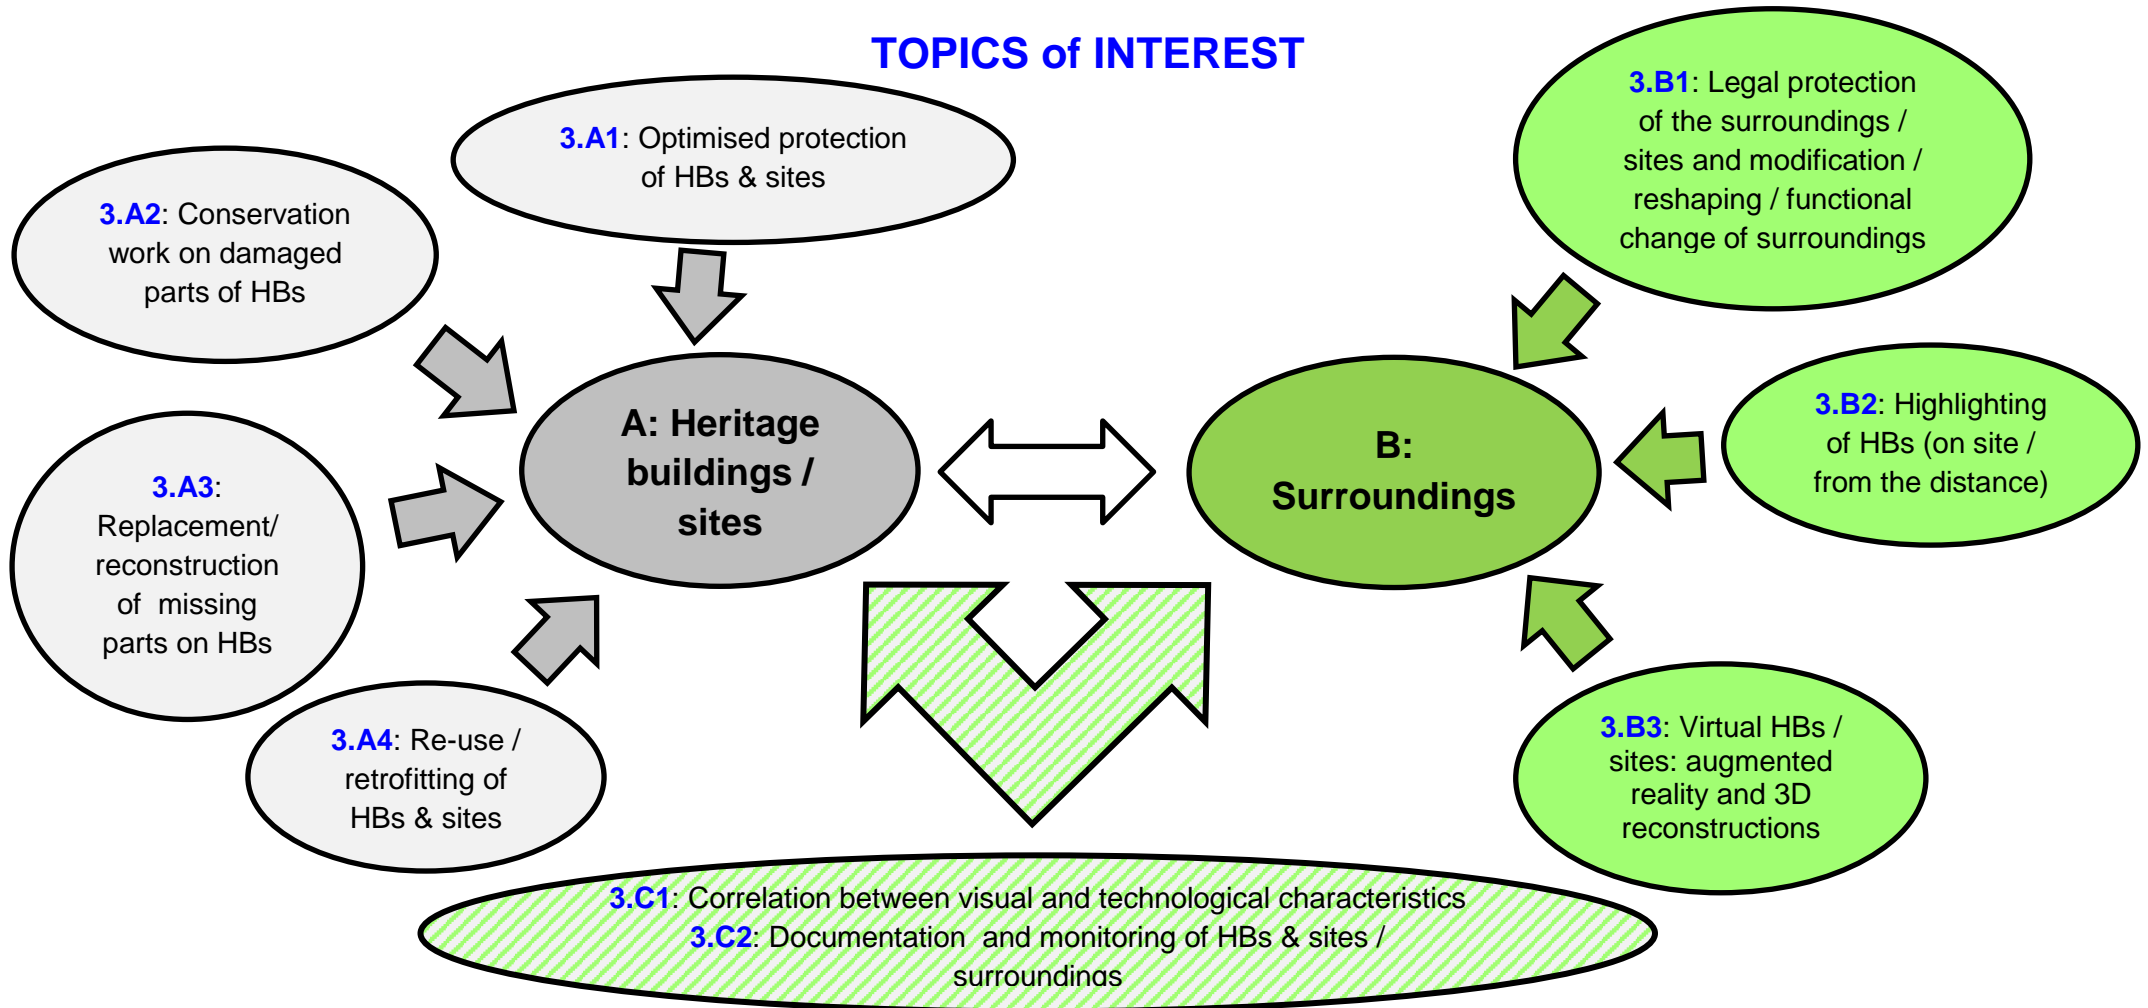 TOPICS of INTEREST
3.A1: Optimised protection
of HBs & sites
3.A2: Conservation
work on damaged
parts of HBs
3.A3:
Replacement/
reconstruction
of missing
parts on HBs
3.A4: Re-use /
retrofitting of
HBs & sites
A: Heritage
buildings /
sites
B:
Surroundings
3.B1: Legal protection
of the surroundings /
sites and modification /
reshaping / functional
change of surroundings
3.B2: Highlighting
of HBs (on site /
from the distance)
3.B3: Virtual HBs /
sites: augmented
reality and 3D
reconstructions
3.C1: Correlation between visual and technological characteristics
3.C2: Documentation and monitoring of HBs & sites /
surroundings